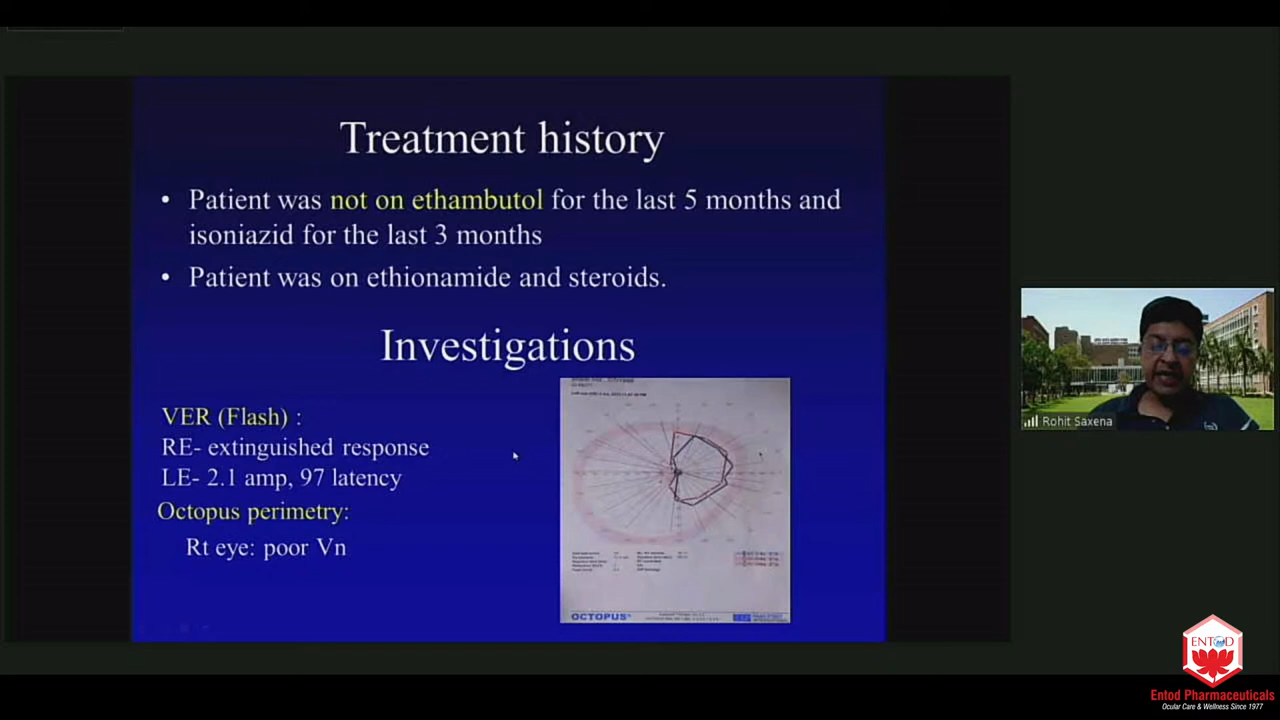 Treatment history
• Patient was not on ethambutol for the last 5 months and
isoniazid for the last 3 months
• Patient was on ethionamide and steroids.
Investigations
VER (Flash) :
RE- extinguished response
LE- 2.1 amp, 97 latency
Octopus perimetry:
Rt eye: poor Vn
OCTOPUS
Rohit Saxena
ENTOD
Entod Pharmaceuticals
Ocular Care & Wellness Since 1977